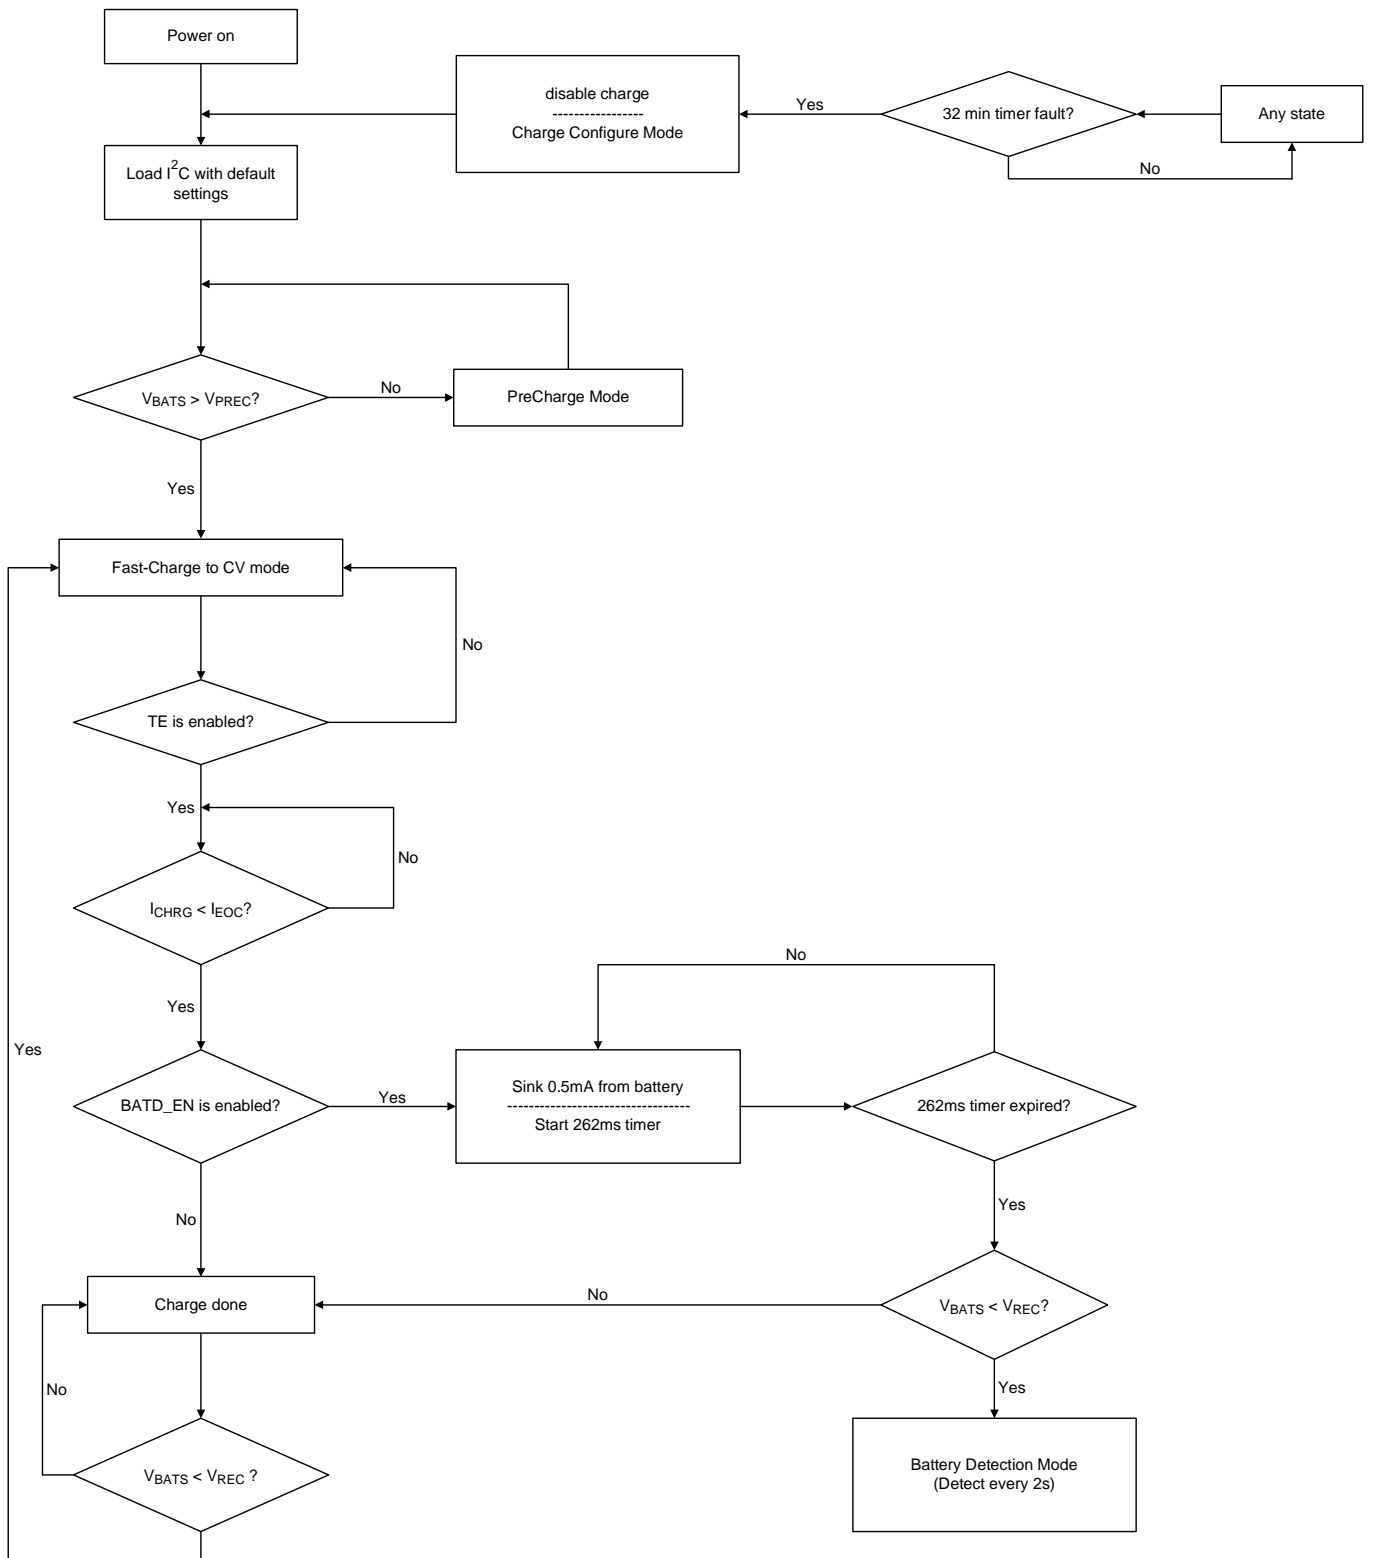 Power on
disable charge
-----------------
Charge Configure Mode
Yes
32 min timer fault?
Any state
No
Load I²C with default
settings
VBATS > VPREC?
No
PreCharge Mode
Yes
Fast-Charge to CV mode
No
TE is enabled?
Yes
No
ICHRG < IEOC?
No
Yes
Yes
BATD_EN is enabled?
Yes
Sink 0.5mA from battery
----------------------------------
Start 262ms timer
262ms timer expired?
Yes
No
Charge done
No
VBATS < VREC?
No
Yes
VBATS < VREC ?
Battery Detection Mode
(Detect every 2s)